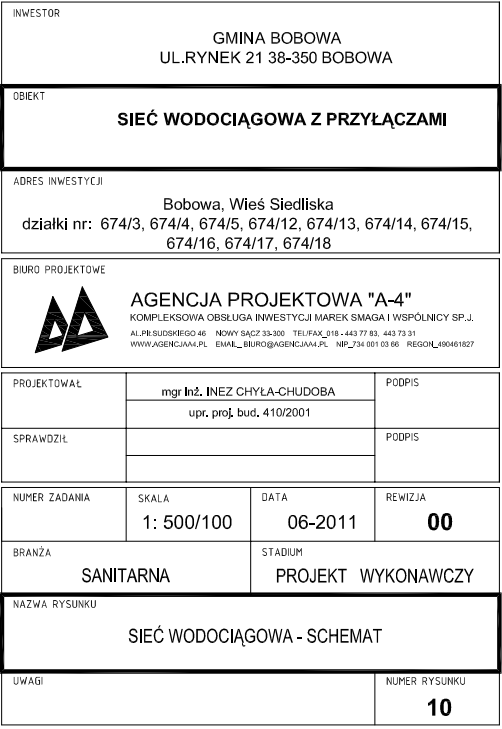 INWESTOR
GMINA BOBOWA
UL.RYNEK 21 38-350 BOBOWA
OBIEKT
SIEĆ WODOCIĄGOWA Z PRZYŁĄCZAMI
ADRES INWESTYCJI
Bobowa, Wieś Siedliska
działki nr: 674/3, 674/4, 674/5, 674/12, 674/13, 674/14, 674/15,
674/16, 674/17, 674/18
BIURO PROJEKTOWE
AGENCJA PROJEKTOWA "A-4"
KOMPLEKSOWA OBSŁUGA INWESTYCJI MAREK SMAGA I WSPÓLNICY SP.J.
AL.PIŁSUDSKIEGO 46 NOWY SĄCZ 33-300 TEL/FAX_018 - 443 77 83, 443 73 31
WWW.AGENCJAA4.PL EMAIL_ BIURO@AGENCJAA4.PL NIP_734 001 03 66 REGON_490461827
PROJEKTOWAŁ
mgr inż. INEZ CHYŁA-CHUDOBA
PODPIS
upr. proj. bud. 410/2001
SPRAWDZIŁ
PODPIS
NUMER ZADANIA
SKALA
1: 500/100
DATA
06-2011
REWIZJA
00
BRANŻA
SANITARNA
STADIUM
PROJEKT WYKONAWCZY
NAZWA RYSUNKU
SIEĆ WODOCIĄGOWA - SCHEMAT
UWAGI
NUMER RYSUNKU
10